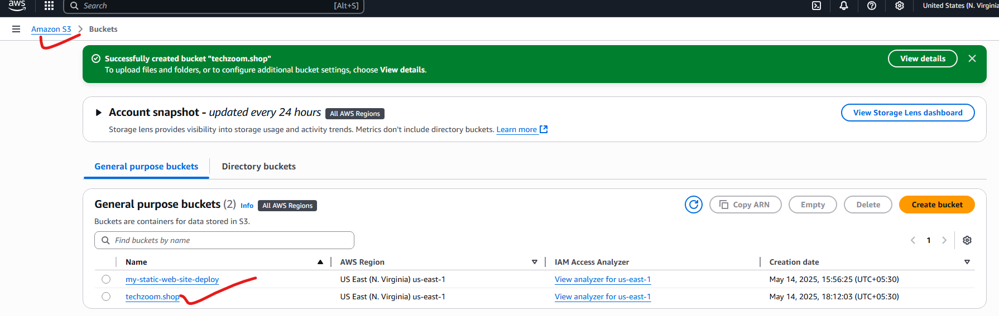 aws
Search [Alt+S]
United States (N. Virginia
Amazon S3 > Buckets
Successfully created bucket "techzoom.shop"
To upload files and folders, or to configure additional bucket settings, choose View details.
View details
Account snapshot - updated every 24 hours All AWS Regions
View Storage Lens dashboard
Storage lens provides visibility into storage usage and activity trends. Metrics don't include directory buckets. Learn more
General purpose buckets Directory buckets
General purpose buckets (2) Info All AWS Regions
Copy ARN Empty Delete Create bucket
Buckets are containers for data stored in S3.
Find buckets by name
1
Name AWS Region IAM Access Analyzer Creation date
my-static-web-site-deploy US East (N. Virginia) us-east-1 View analyzer for us-east-1 May 14, 2025, 15:56:25 (UTC+05:30)
techzoom.shop US East (N. Virginia) us-east-1 View analyzer for us-east-1 May 14, 2025, 18:12:03 (UTC+05:30)